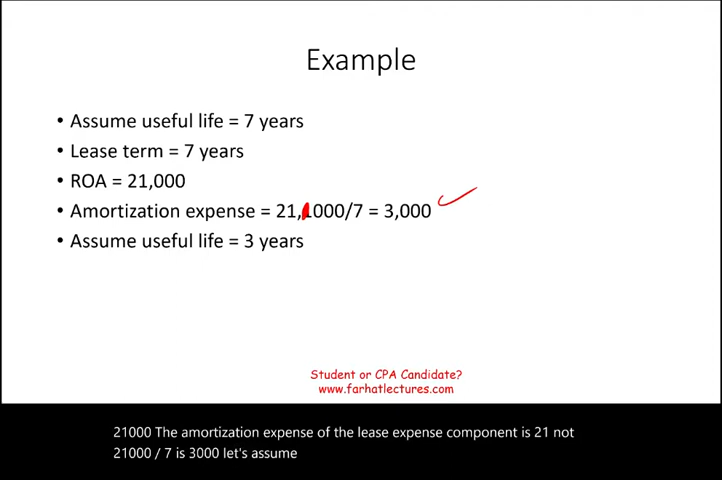 Example
• Assume useful life = 7 years
• Lease term = 7 years
• ROA = 21,000
• Amortization expense = 21,1000/7 = 3,000
• Assume useful life = 3 years
Student or CPA Candidate?
www.farhatlectures.com
21000 The amortization expense of the lease expense component is 21 not
21000 / 7 is 3000 let's assume